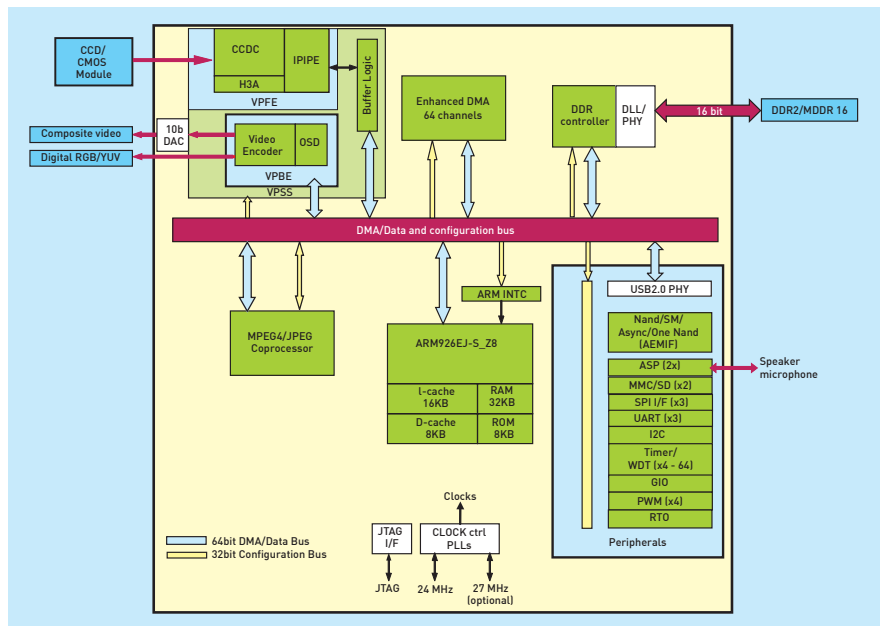 CCD/
CMOS
Module
CCDC
IPIPE
H3A
VPFE
Buffer Logic
Enhanced DMA
64 channels
DDR
controller
DLL/
PHY
16 bit
DDR2/MDDR 16
Composite video
Digital RGB/YUV
10b
DAC
Video
Encoder
OSD
VPBE
VPSS
DMA/Data and configuration bus
MPEG4/JPEG
Coprocessor
ARM INTC
ARM926EJ-S_Z8
l-cache
16KB
RAM
32KB
D-cache
8KB
ROM
8KB
USB2.0 PHY
Nand/SM/
Async/One Nand
(AEMIF)
ASP (2x)
MMC/SD (x2)
SPI I/F (x3)
UART (x3)
I2C
Timer/
WDT (x4 - 64)
GIO
PWM (x4)
RTO
Peripherals
Speaker
microphone
64bit DMA/Data Bus
32bit Configuration Bus
Clocks
JTAG
I/F
CLOCK ctrl
PLLs
JTAG
24 MHz
27 MHz
(optional)